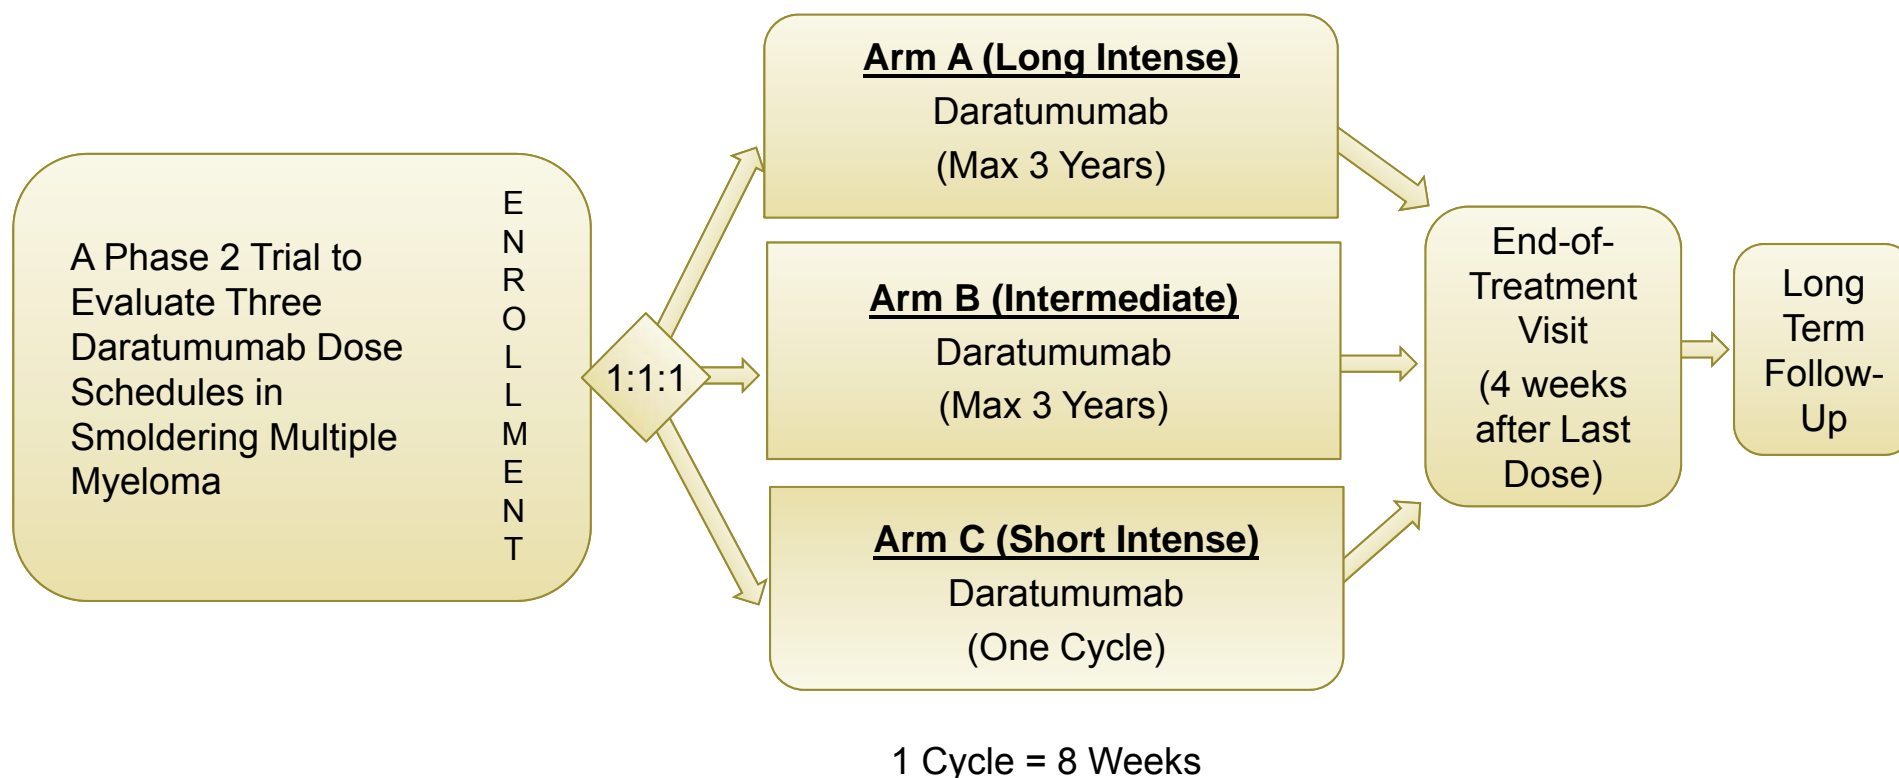 A Phase 2 Trial to
Evaluate Three
Daratumumab Dose
Schedules in
Smoldering Multiple
Myeloma
E
N
R
O
L
L
M
E
N
T
1:1:1
Arm A (Long Intense)
Daratumumab
(Max 3 Years)
Arm B (Intermediate)
Daratumumab
(Max 3 Years)
Arm C (Short Intense)
Daratumumab
(One Cycle)
End-of-
Treatment
Visit
(4 weeks
after Last
Dose)
Long
Term
Follow-
Up
1 Cycle = 8 Weeks